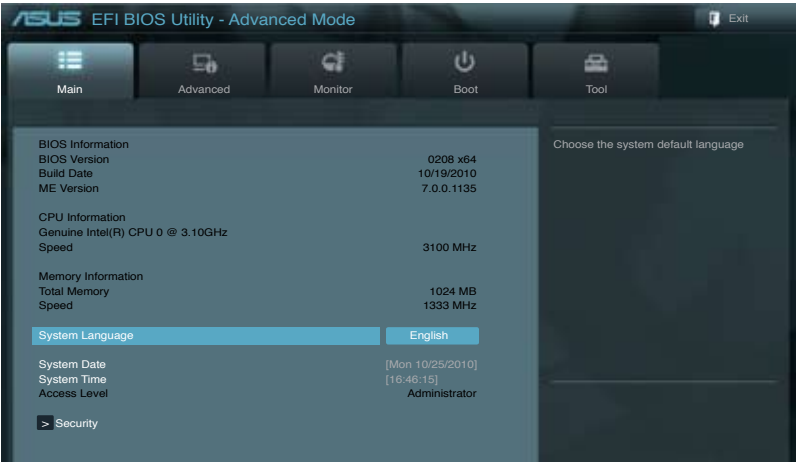 ASUS EFI BIOS Utility - Advanced Mode
Exit
Main Advanced Monitor Boot Tool
Choose the system default language
BIOS Information
BIOS Version 0208 x64
Build Date 10/19/2010
ME Version 7.0.0.1135
CPU Information
Genuine Intel(R) CPU 0 @ 3.10GHz
Speed 3100 MHz
Memory Information
Total Memory 1024 MB
Speed 1333 MHz
System Language English
System Date [Mon 10/25/2010]
System Time [16:46:15]
Access Level Administrator
> Security